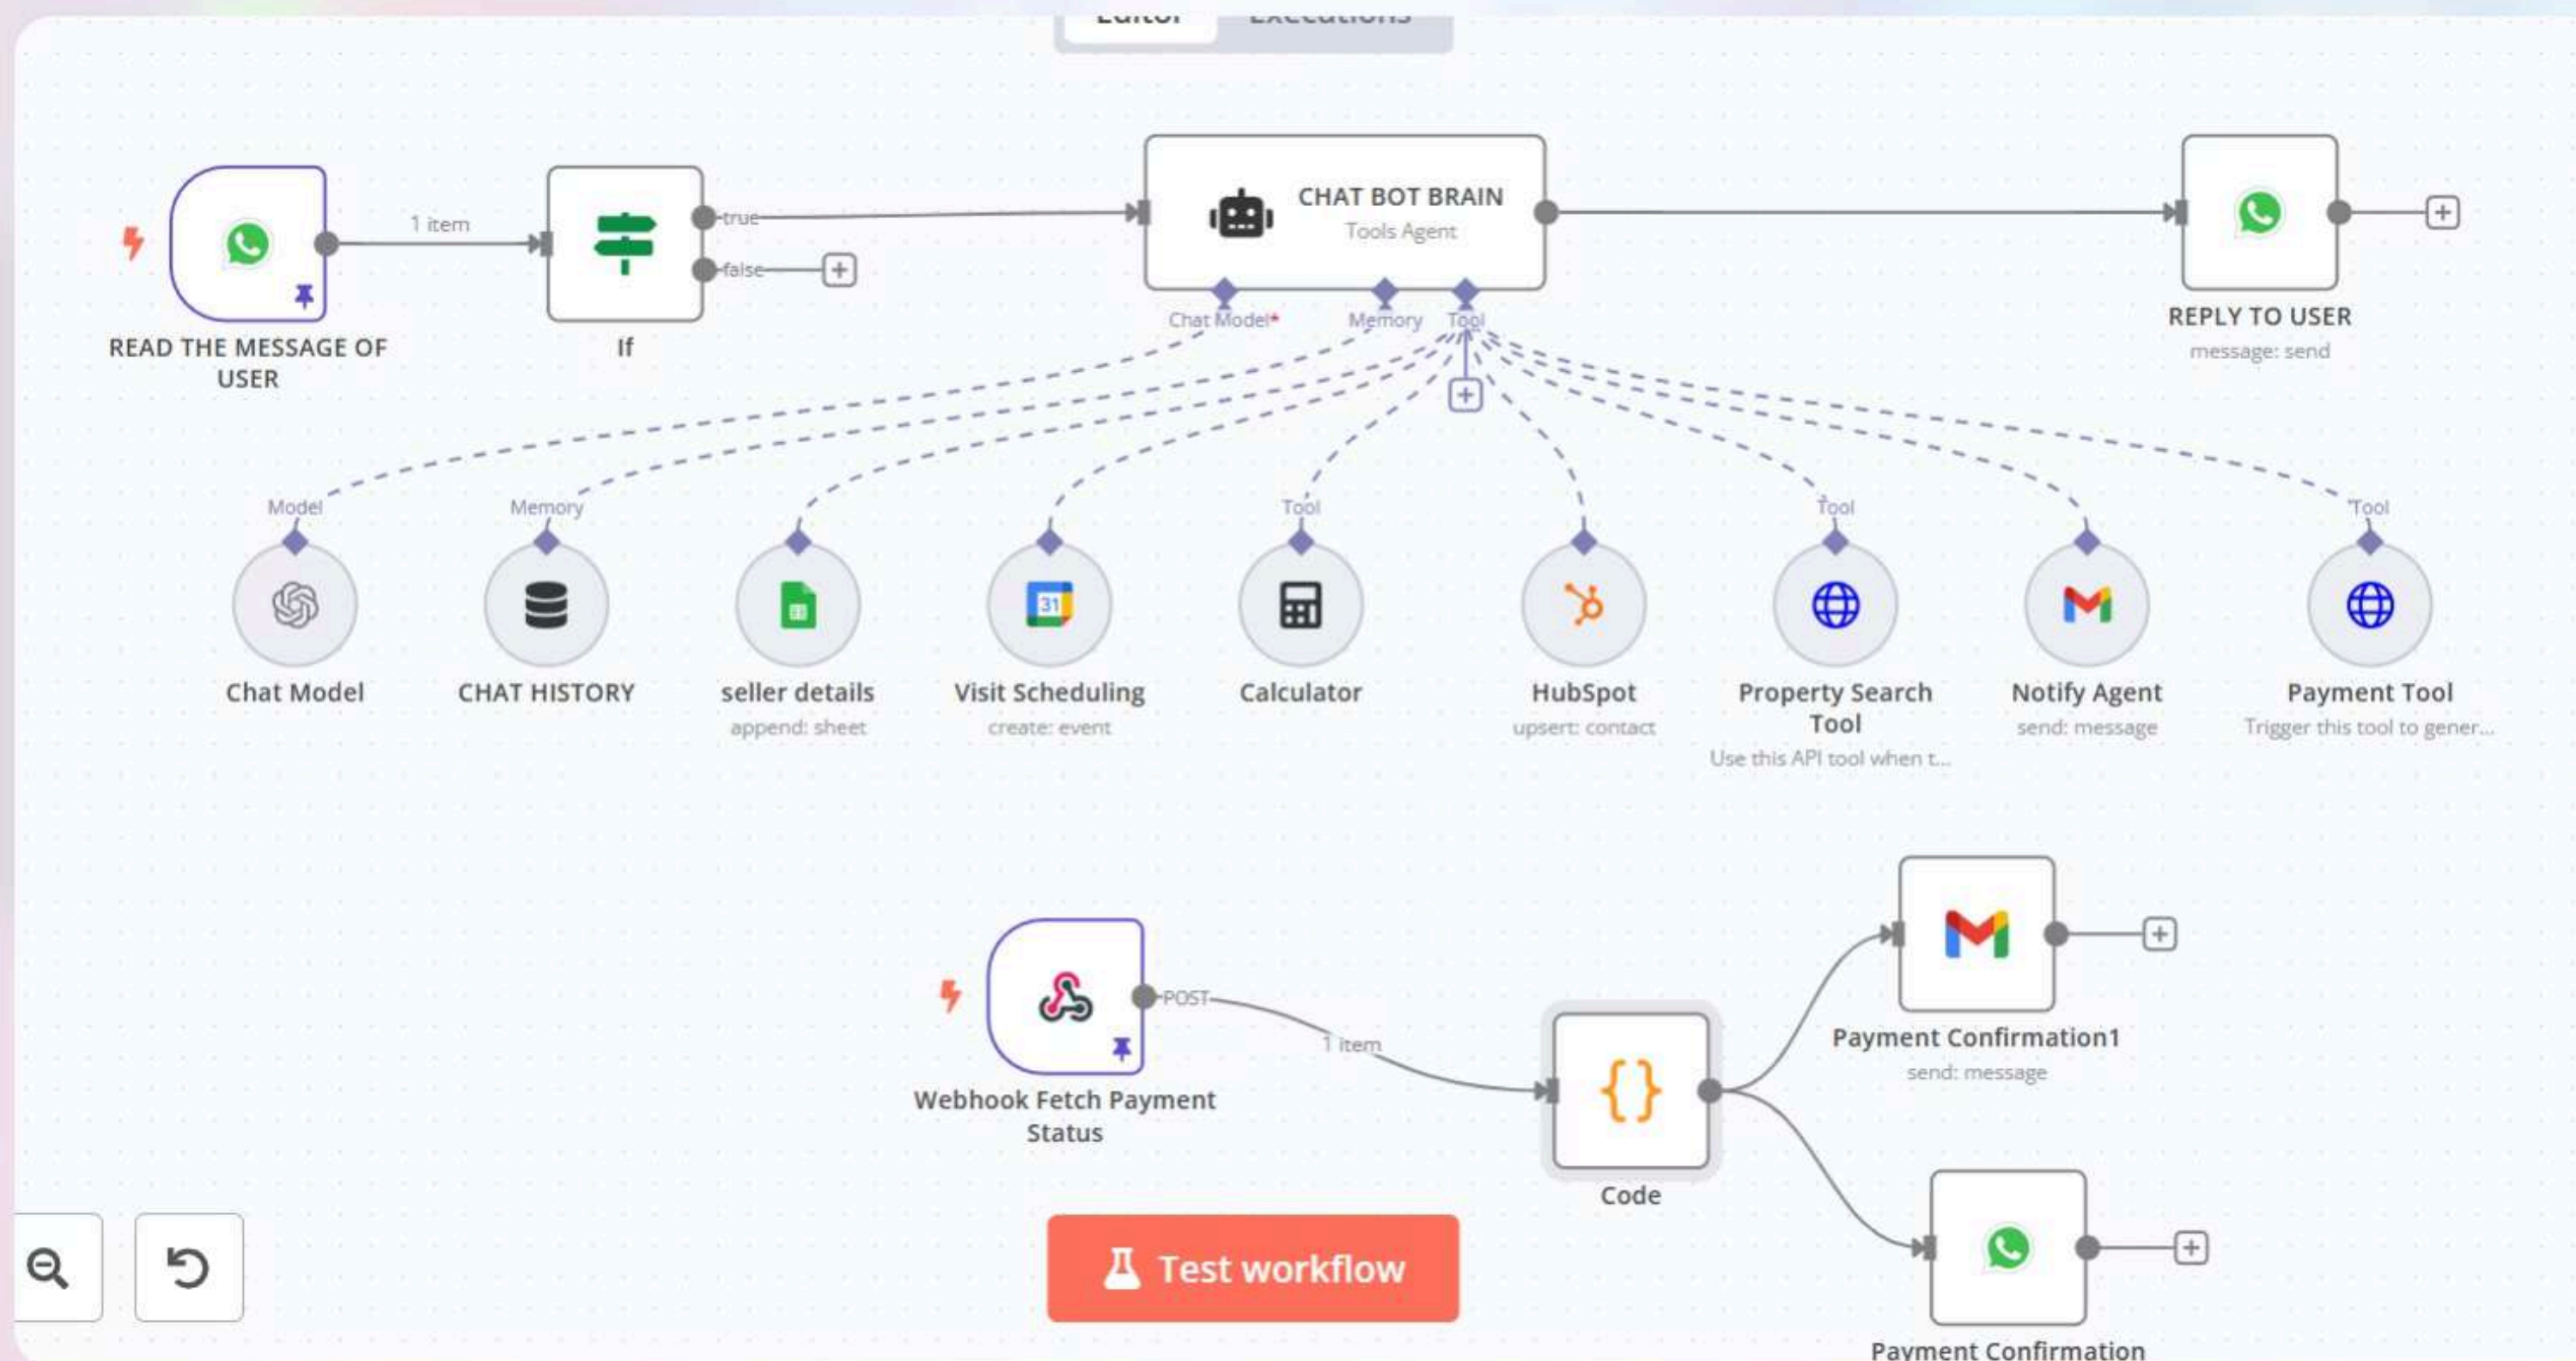 Editor Executions
1 item
true
false
READ THE MESSAGE OF
USER
If
CHAT BOT BRAIN
Tools Agent
Chat Model*
Memory
Tool
REPLY TO USER
message: send
Model
Memory
Tool
Tool
Tool
31
Chat Model
CHAT HISTORY
seller details
append: sheet
Visit Scheduling
create: event
Calculator
HubSpot
upsert: contact
Property Search
Tool
Use this API tool when t...
Notify Agent
send: message
Payment Tool
Trigger this tool to gener...
POST
1 item
Webhook Fetch Payment
Status
Code
Payment Confirmation1
send: message
Test workflow
Payment Confirmation